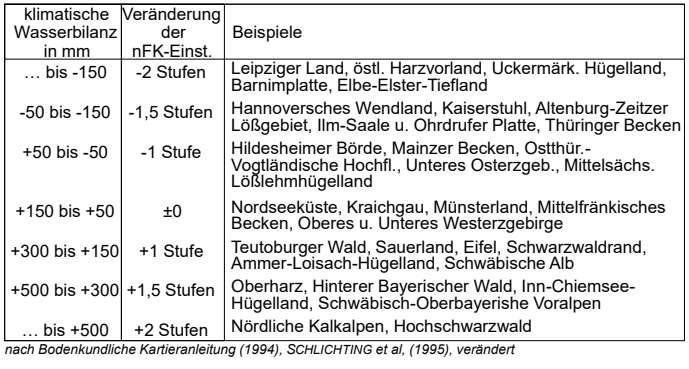 klimatische Wasserbilanz in mm | Veränderung der nFK-Einst. | Beispiele
… bis -150 | -2 Stufen | Leipziger Land, östl. Harzvorland, Uckermärk. Hügelland,
Barnimplatte, Elbe-Elster-Tiefland
-50 bis -150 | -1,5 Stufen | Hannoversches Wendland, Kaiserstuhl, Altenburg-Zeitzer
Lößgebiet, Ilm-Saale u. Ohrdrufer Platte, Thüringer Becken
+50 bis -50 | -1 Stufe | Hildesheimer Börde, Mainzer Becken, Ostthür.-
Vogtländische Hochfl., Unteres Osterzgeb., Mittelsächs.
Lößlehmhügelland
+150 bis +50 | ±0 | Nordseeküste, Kraichgau, Münsterland, Mittelfränkisches
Becken, Oberes u. Unteres Westerzgebirge
+300 bis +150 | +1 Stufe | Teutoburger Wald, Sauerland, Eifel, Schwarzwaldrand,
Ammer-Loisach-Hügelland, Schwäbische Alb
+500 bis +300 | +1,5 Stufen | Oberharz, Hinterer Bayerischer Wald, Inn-Chiemsee-
Hügelland, Schwäbisch-Oberbayerishe Voralpen
… bis +500 | +2 Stufen | Nördliche Kalkalpen, Hochschwarzwald
nach Bodenkundliche Kartieranleitung (1994), SCHLICHTING et al, (1995), verändert